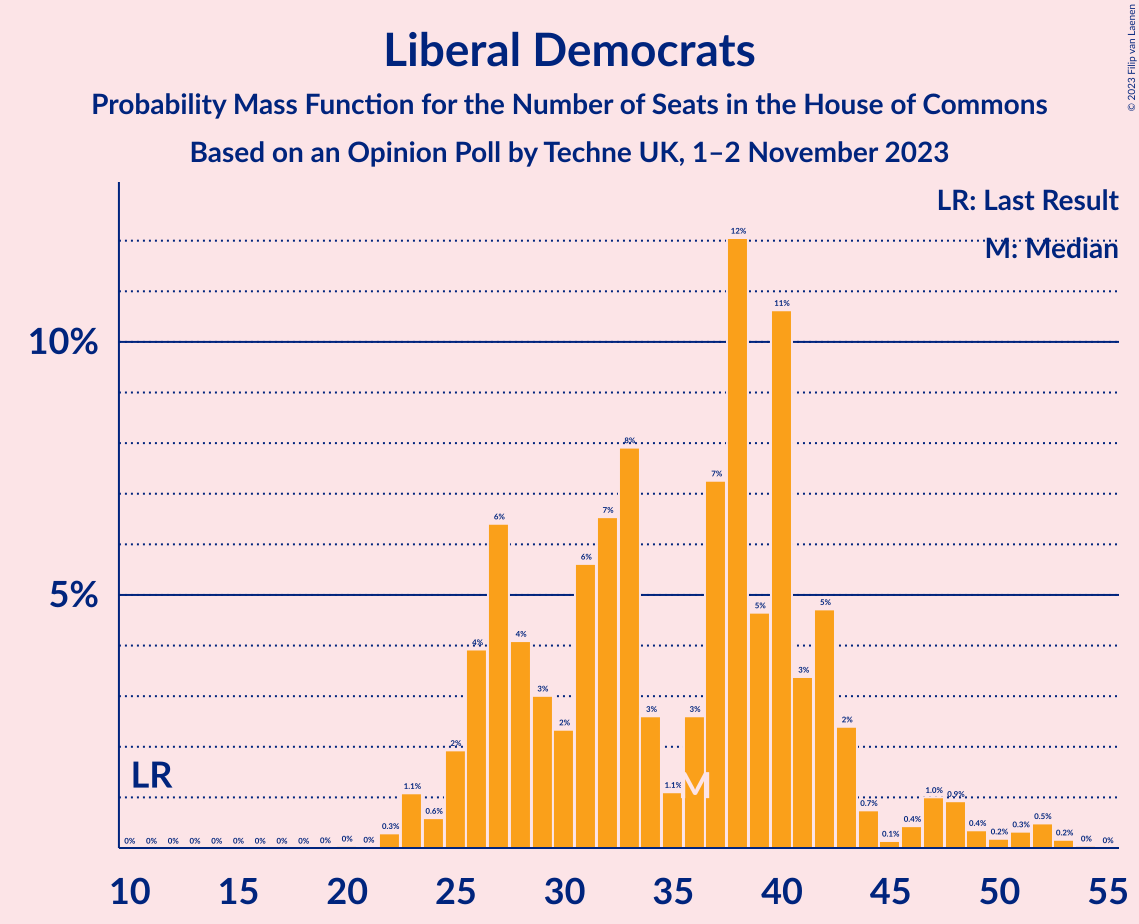 Liberal Democrats
Probability Mass Function for the Number of Seats in the House of Commons
Based on an Opinion Poll by Techne UK, 1–2 November 2023
© 2023 Filip van Laenen
LR: Last Result
M: Median
10%
5%
LR
M
0% 0% 0% 0% 0% 0% 0% 0% 0% 0% 0% 0% 0.3% 1.1% 0.6% 2% 4% 6% 4% 3% 2% 6% 7% 8% 3% 1.1% 3% 7% 12% 5% 11% 3% 5% 2% 0.7% 0.1% 0.4% 1.0% 0.9% 0.4% 0.2% 0.3% 0.5% 0.2% 0% 0%
10 15 20 25 30 35 40 45 50 55